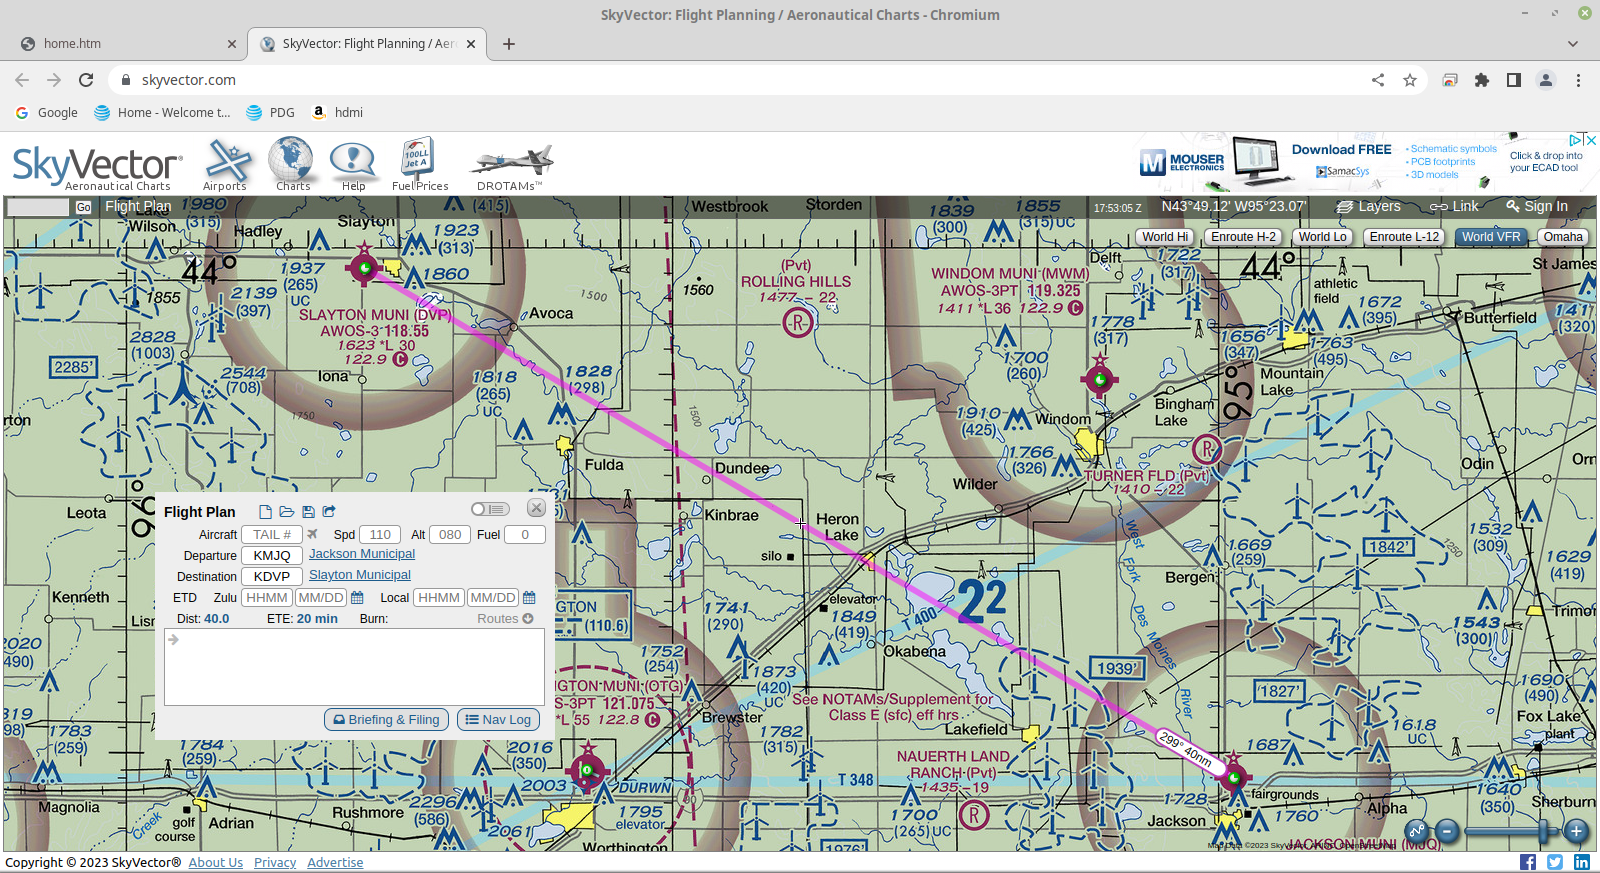 SkyVector: Flight Planning / Aeronautical Charts - Chromium
home.htm
SkyVector: Flight Planning / Aer
skyvector.com
Google
Home - Welcome t...
PDG
hdmi
SkyVector
Aeronautical Charts
Airports
Charts
Help
100LL
Jet A
Fuel Prices
DROTAMs™
MOUSER
ELECTRONICS
Download FREE
SamacSys
• Schematic symbols
• PCB footprints
• 3D models
Click & drop into
your ECAD tool
Go
Flight Plan
17:53:05 Z
N43°49.12' W95°23.07'
Layers
Link
Sign In
World Hi
Enroute H-2
World Lo
Enroute L-12
World VFR
Omaha
Lake
Wilson
1980
(315)
Hadley
Slayton
(415)
1923
(313)
1860
44°
1937
(265)
UC
2139
(397)
1855
SLAYTON MUNI (DVP)
AWOS-3 118.55
1623 *L 30
122.9 C
Avoca
1500
1560
Westbrook
Storden
(Pvt)
ROLLING HILLS
1477 - 22
R
1839
(300)
1855
(315) UC
WINDOM MUNI (MWM)
AWOS-3PT 119.325
1411 *L 36 122.9 C
Delft
1722
(317)
44°
St James
athletic
field
1672
(395)
Butterfield
(320)
1778
(317)
1656
(347)
1763
(495)
Mountain
Lake
95°
2828
(1003)
2285'
2544
(708)
Iona
1750
1818
(265)
UC
1828
(298)
1500
1700
(260)
1910
(425)
Windom
Bingham
Lake
1766
(326)
R
TURNER FLD (Pvt)
1410 - 22
Odin
Orn
rton
Fulda
Dundee
Wilder
Leota
96
Kinbrae
Heron
Lake
silo
West
Fork
Des Moines
River
1842'
1250
1532
(309)
1629
(419)
1669
(259)
Bergen
Kenneth
Lism
Flight Plan
Aircraft
TAIL #
Spd
110
Alt
080
Fuel
0
Departure
KMJQ
Jackson Municipal
Destination
KDVP
Slayton Municipal
ETD
Zulu
HHMM
MM/DD
Local
HHMM
MM/DD
Dist: 40.0
ETE: 20 min
Burn:
Routes
Briefing & Filing
Nav Log
GTON
(110.6)
elevator
1849
(419)
T 400
22
Okabena
1741
(290)
1543
(300)
Trimon
2020
490)
1752
(254)
1873
(420)
UC
1939'
1827'
1690
(490)
IGTON MUNI (OTG)
S-3PT 121.075
*L 55 122.8 C
Brewster
See NOTAMs/Supplement for
Class E (sfc) eff hrs
Lakefield
1618
UC
Fox Lake
plant
819
98)
1783
(259)
1784
(259)
2016
(350)
1782
(315)
299° 40nm
1687
NAUERTH LAND
RANCH (Pvt)
1435 - 19
R
T 348
2003
DURWN
1795
elevator
Magnolia
golf
course
Creek
Adrian
Rushmore
2296
(586)
2061
Worthington
1976'
1700
(265) UC
1728
Jackson
fairgrounds
1760
Alpha
1640
(350)
Sherburn
JACKSON MUNI (MJQ)
Copyright © 2023 SkyVector®
About Us
Privacy
Advertise